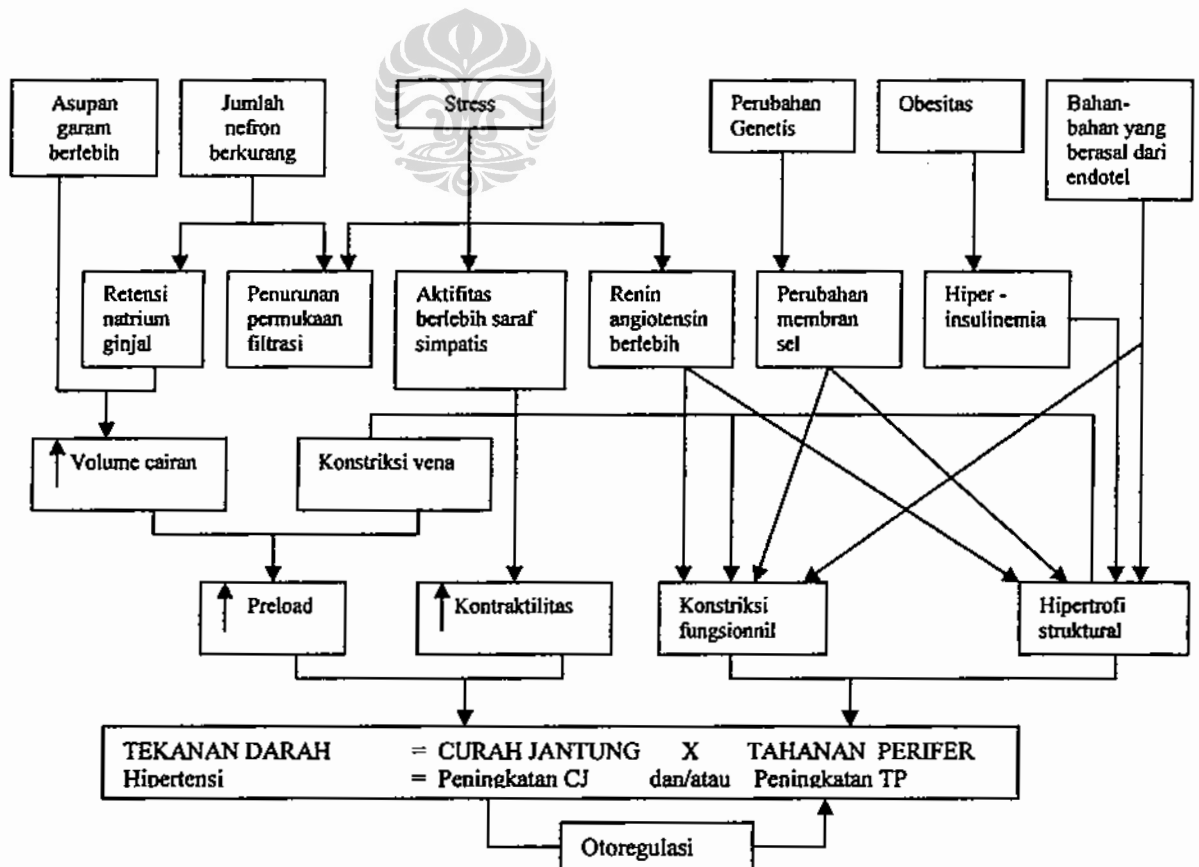 Asupan
garam
berlebih
Jumlah
nefron
berkurang
Stress
Perubahan
Genetis
Obesitas
Bahan-
bahan yang
berasal dari
endotel
Retensi
natrium
ginjal
Penurunan
permukaan
filtrasi
Aktifitas
berlebih saraf
simpatis
Renin
angiotensin
berlebih
Perubahan
membran
sel
Hiper -
insulinemia
Volume cairan
Konstriksi vena
Preload
Kontraktilitas
Konstriksi
fungsionnil
Hipertrofi
struktural
TEKANAN DARAH = CURAH JANTUNG X TAHANAN PERIFER
Hipertensi = Peningkatan CJ dan/atau Peningkatan TP
Otoregulasi